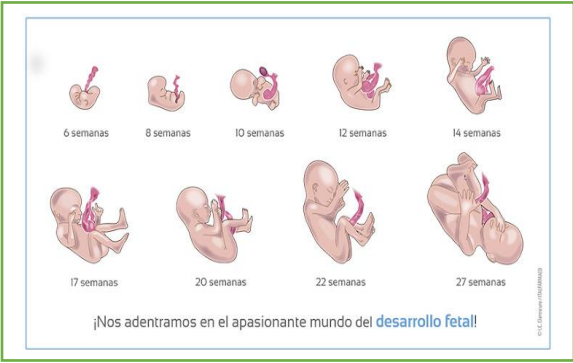 6 semanas
8 semanas
10 semanas
12 semanas
14 semanas
17 semanas
20 semanas
22 semanas
27 semanas
¡Nos adentramos en el apasionante mundo del desarrollo fetal!